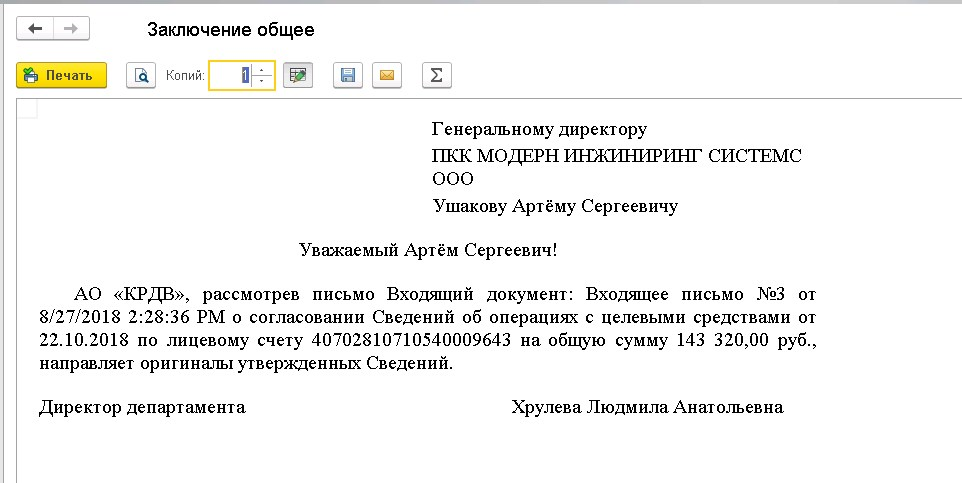 Заключение общее
Печать
Копий: 1
Σ
Генеральному директору
ПКК МОДЕРН ИНЖИНИРИНГ СИСТЕМС
ООО
Ушакову Артёму Сергеевичу
Уважаемый Артём Сергеевич!
АО «КРДВ», рассмотрев письмо Входящий документ: Входящее письмо №3 от
8/27/2018 2:28:36 PM о согласовании Сведений об операциях с целевыми средствами от
22.10.2018 по лицевому счету 40702810710540009643 на общую сумму 143 320,00 руб.,
направляет оригиналы утвержденных Сведений.
Директор департамента Хрулева Людмила Анатольевна